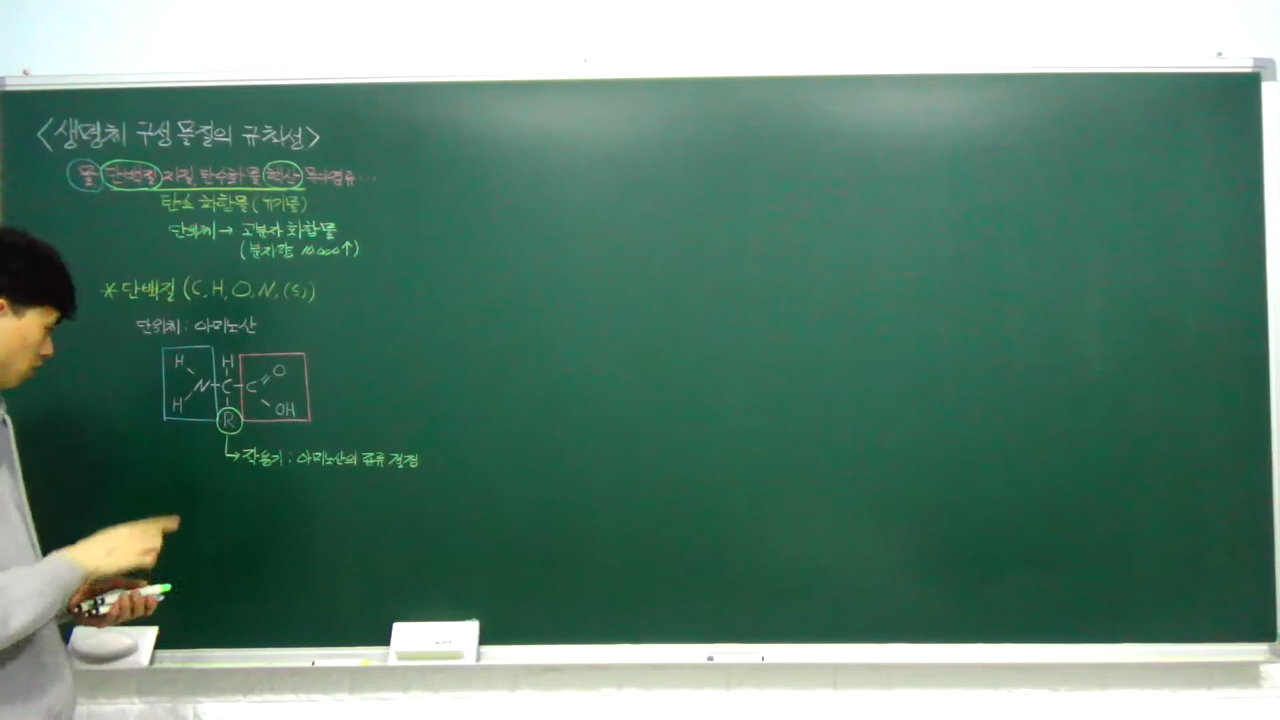 <생명체 구성 물질의 규칙성>
물 단백질 지질 탄수화물 핵산 무기염류 ...
탄소 화합물(유기물)
단위체 → 고분자 화합물
(분자량 10000↑)
* 단백질 (C, H, O, N, (S))
단위체 : 아미노산
H H O
N - C - C
H R OH
→ 작용기 : 아미노산의 종류 결정